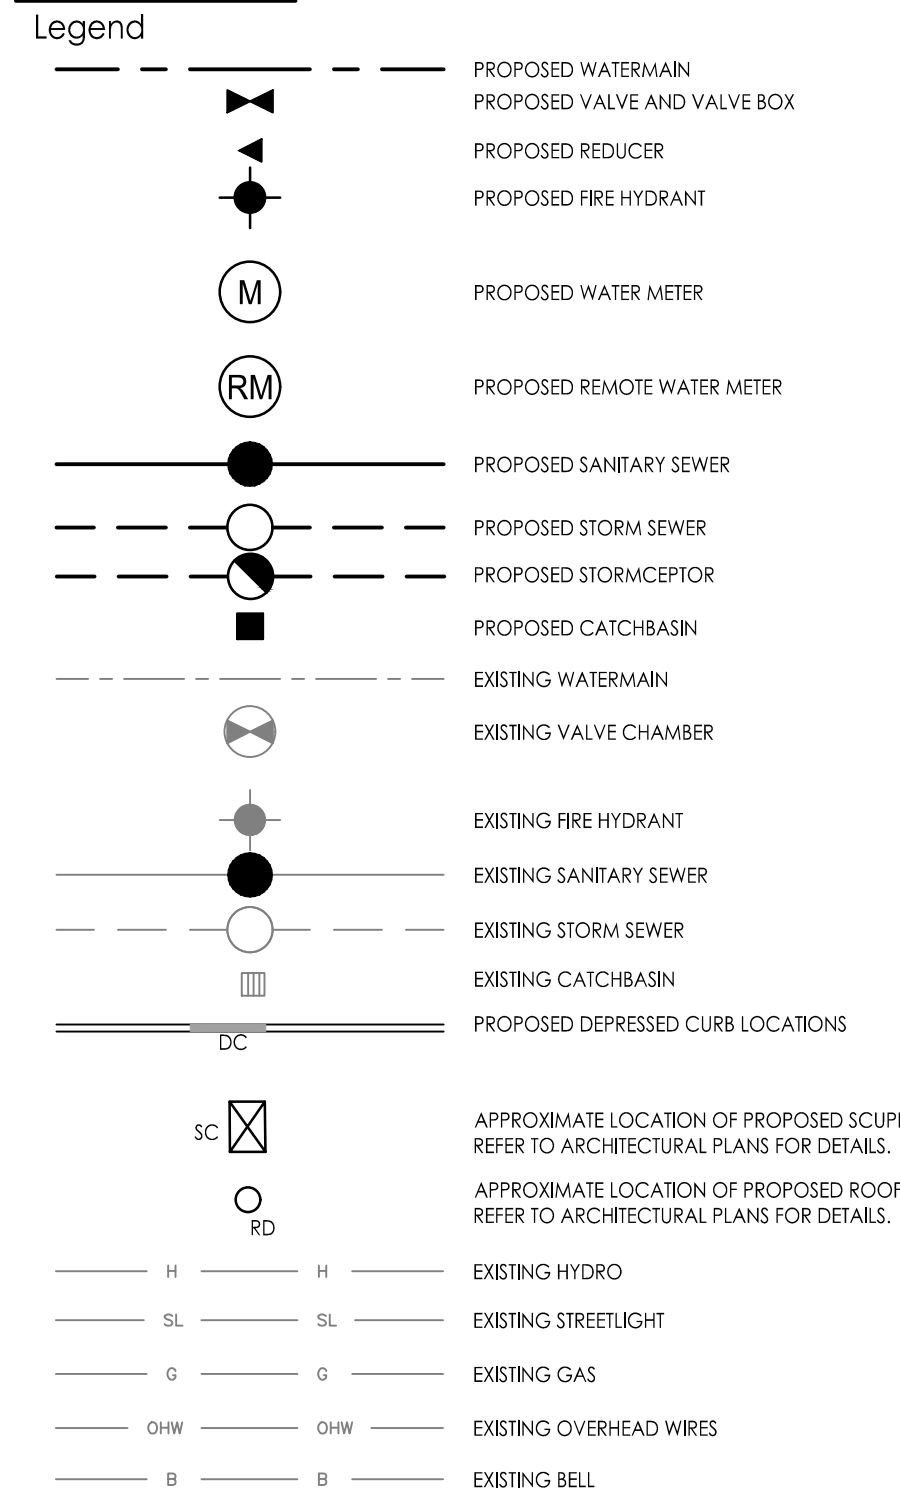 Legend
PROPOSED WATERMAIN
PROPOSED VALVE AND VALVE BOX
PROPOSED REDUCER
PROPOSED FIRE HYDRANT
M PROPOSED WATER METER
RM PROPOSED REMOTE WATER METER
PROPOSED SANITARY SEWER
PROPOSED STORM SEWER
PROPOSED STORMCEPTOR
PROPOSED CATCHBASIN
EXISTING WATERMAIN
EXISTING VALVE CHAMBER
EXISTING FIRE HYDRANT
EXISTING SANITARY SEWER
EXISTING STORM SEWER
EXISTING CATCHBASIN
PROPOSED DEPRESSED CURB LOCATIONS
DC
APPROXIMATE LOCATION OF PROPOSED
SC
REFER TO ARCHITECTURAL PLANS FOR DETAILS.
APPROXIMATE LOCATION OF PROPOSED ROOF
REFER TO ARCHITECTURAL PLANS FOR DETAILS.
RD
H H EXISTING HYDRO
SL SL EXISTING STREETLIGHT
G G EXISTING GAS
OHW OHW EXISTING OVERHEAD WIRES
B B EXISTING BELL